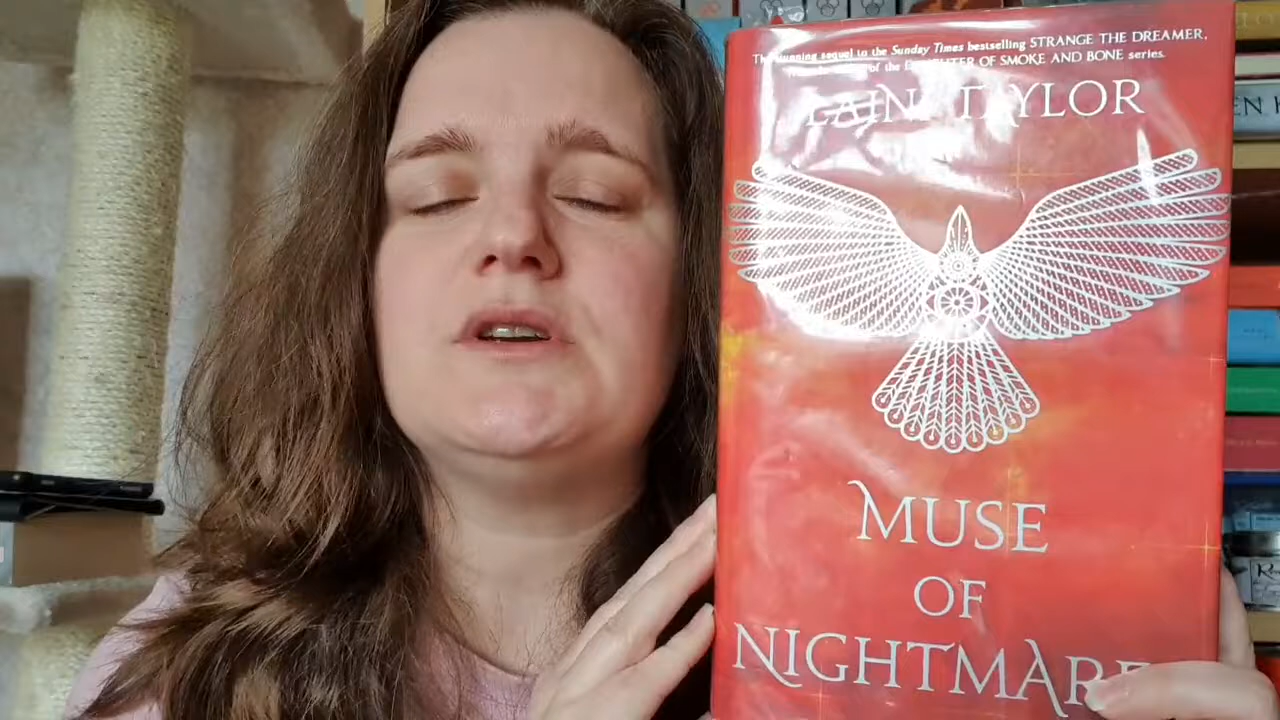 The stunning sequel to the Sunday Times bestselling STRANGE THE DREAMER,
of the DAUGHTER OF SMOKE AND BONE series.
LAINI TAYLOR
MUSE
OF
NIGHTMARE
EN